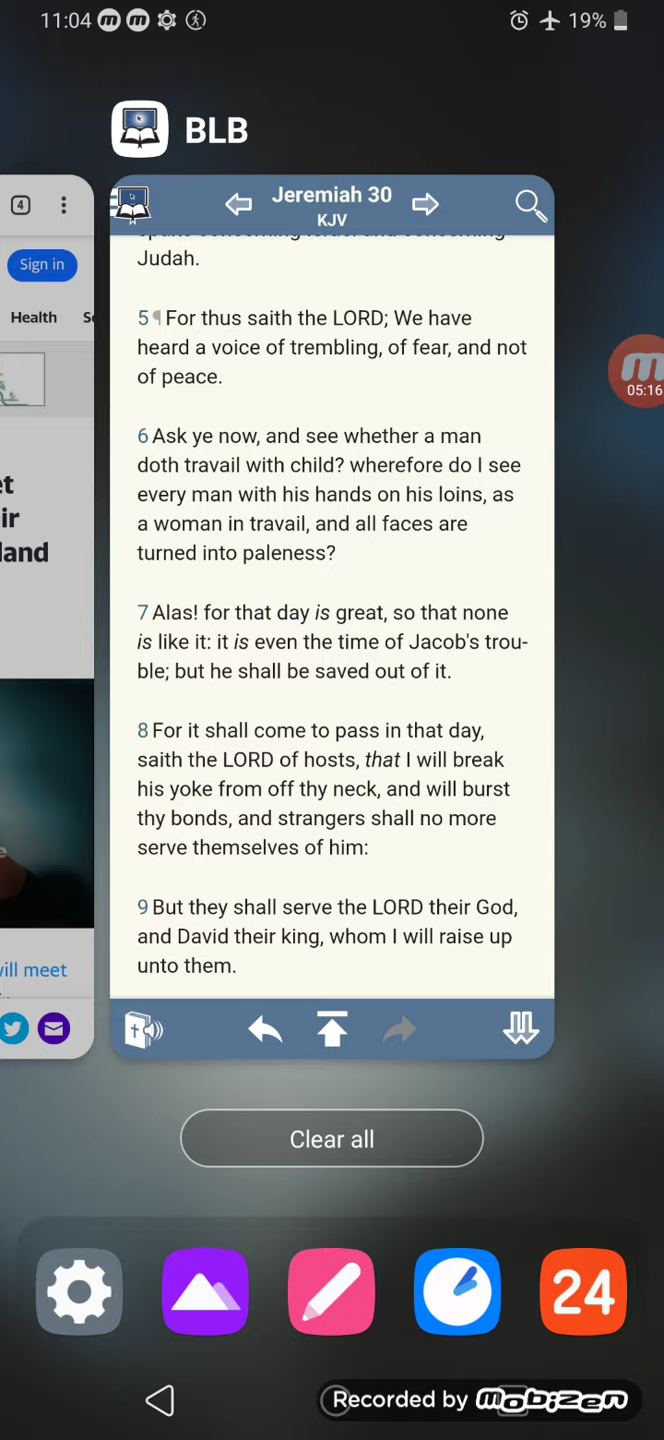 11:04
19%
BLB
4
Jeremiah 30
KJV
Sign in
Judah.
Health
5¶ For thus saith the LORD; We have
heard a voice of trembling, of fear, and not
of peace.
05:16
6 Ask ye now, and see whether a man
doth travail with child? wherefore do I see
every man with his hands on his loins, as
a woman in travail, and all faces are
turned into paleness?
7 Alas! for that day is great, so that none
is like it: it is even the time of Jacob's trou-
ble; but he shall be saved out of it.
8 For it shall come to pass in that day,
saith the LORD of hosts, that I will break
his yoke from off thy neck, and will burst
thy bonds, and strangers shall no more
serve themselves of him:
9 But they shall serve the LORD their God,
and David their king, whom I will raise up
unto them.
will meet
Clear all
24
Recorded by mobizen